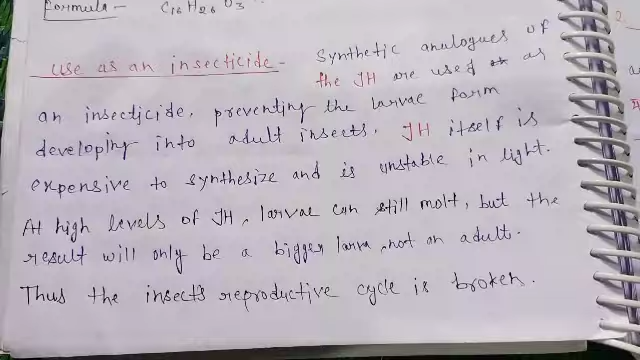 Formula - C16H26O3
Use as an insecticide - Synthetic analogues of
the JH are used as
an insecticide, preventing the larvae form
developing into adult insects. JH itself is
expensive to synthesize and is unstable in light.
At high levels of JH, larvae can still molt, but the
result will only be a bigger larva, not an adult.
Thus the insects reproductive cycle is broken.
2.